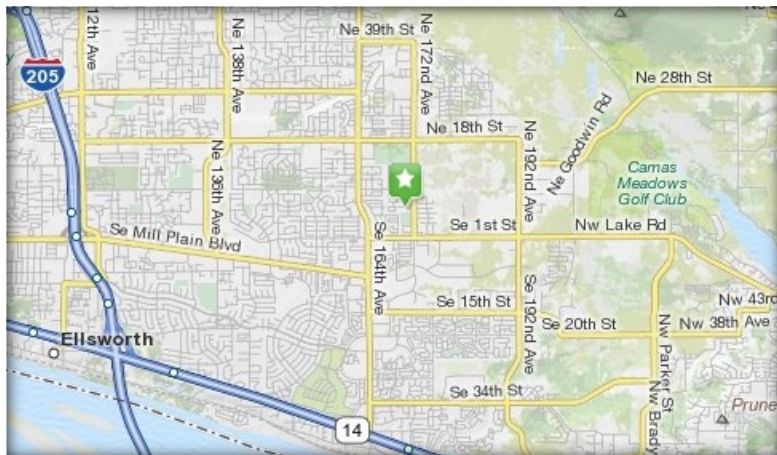 12th Ave
Ne 138th Ave
Ne 39th St
Ne 172nd Ave
205
Ne 28th St
Ne 18th St
Ne 136th Ave
Ne 192nd Ave
Ne Goodwin Rd
Camas
Meadows
Golf Club
Se Mill Plain Blvd
Se 164th Ave
Se 1st St
Nw Lake Rd
Se 192nd Ave
Se 15th St
Se 20th St
Nw 43rd
Nw 38th Ave
Nw Parker St
Ellsworth
Se 34th St
Nw Brady
Prune
14